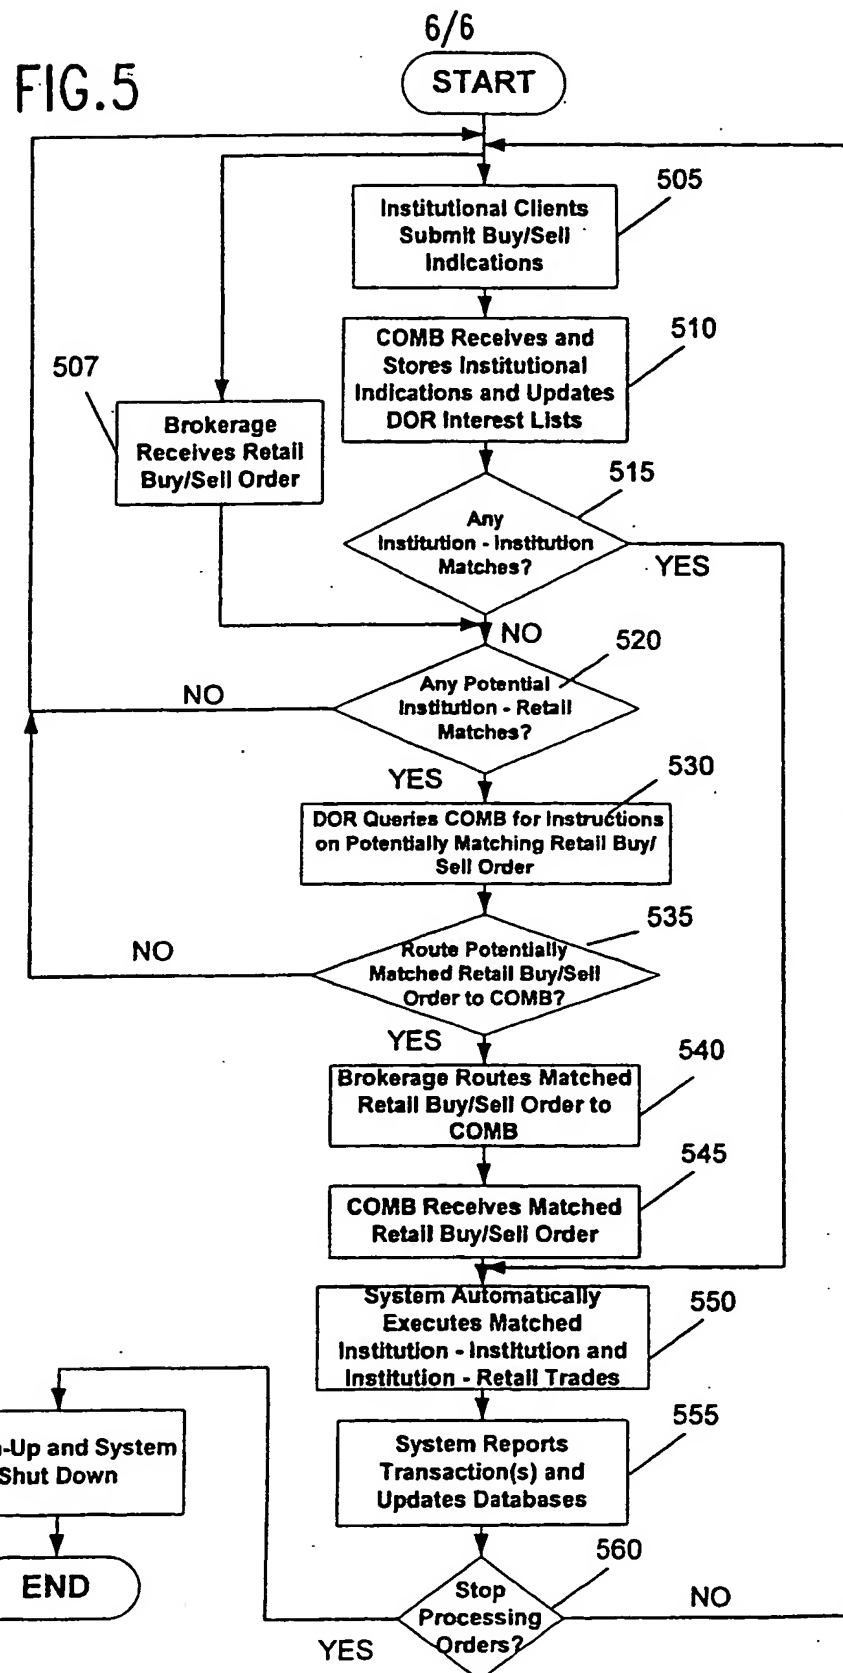 6/6
FIG.5
START
505
Institutional Clients
Submit Buy/Sell
Indications
510
COMB Receives and
Stores Institutional
Indications and Updates
DOR Interest Lists
507
Brokerage
Receives Retail
Buy/Sell Order
515
Any
Institution - Institution
Matches?
YES
NO
520
Any Potential
Institution - Retail
Matches?
NO
YES
530
DOR Queries COMB for Instructions
on Potentially Matching Retail Buy/
Sell Order
535
Route Potentially
Matched Retail Buy/Sell
Order to COMB?
NO
YES
540
Brokerage Routes Matched
Retail Buy/Sell Order to
COMB
545
COMB Receives Matched
Retail Buy/Sell Order
550
System Automatically
Executes Matched
Institution - Institution and
Institution - Retail Trades
555
System Reports
Transaction(s) and
Updates Databases
-Up and System
Shut Down
END
560
Stop
Processing
Orders?
NO
YES